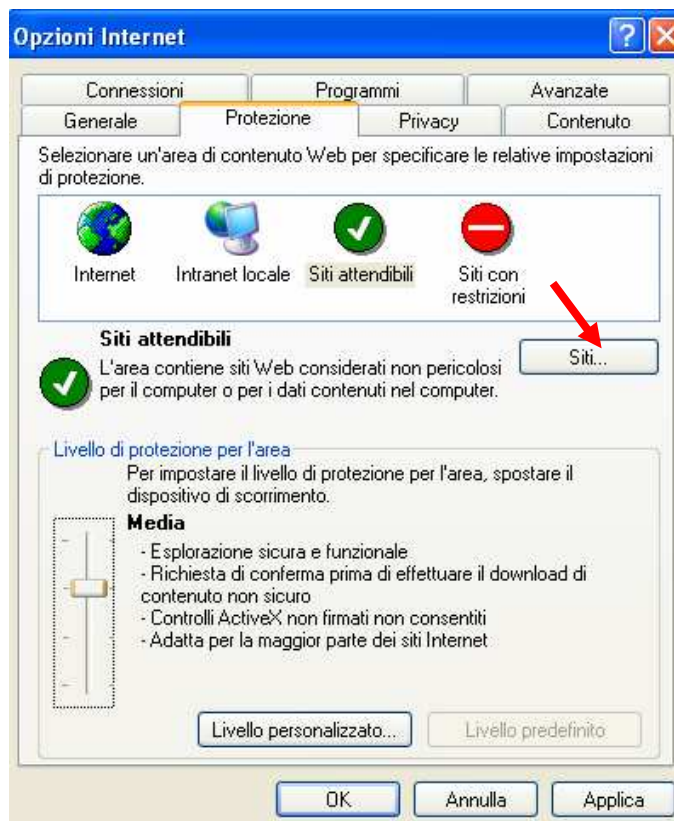 Opzioni Internet
Connessioni Programmi Avanzate
Generale Protezione Privacy Contenuto
Selezionare un'area di contenuto Web per specificare le relative impostazioni
di protezione.
Internet Intranet locale Siti attendibili Siti con
restrizioni
Siti attendibili
L'area contiene siti Web considerati non pericolosi
per il computer o per i dati contenuti nel computer.
Siti...
Livello di protezione per l'area
Per impostare il livello di protezione per l'area, spostare il
dispositivo di scorrimento.
Media
- Esplorazione sicura e funzionale
- Richiesta di conferma prima di effettuare il download di
contenuto non sicuro
- Controlli ActiveX non firmati non consentiti
- Adatta per la maggior parte dei siti Internet
Livello personalizzato... Livello predefinito
OK Annulla Applica